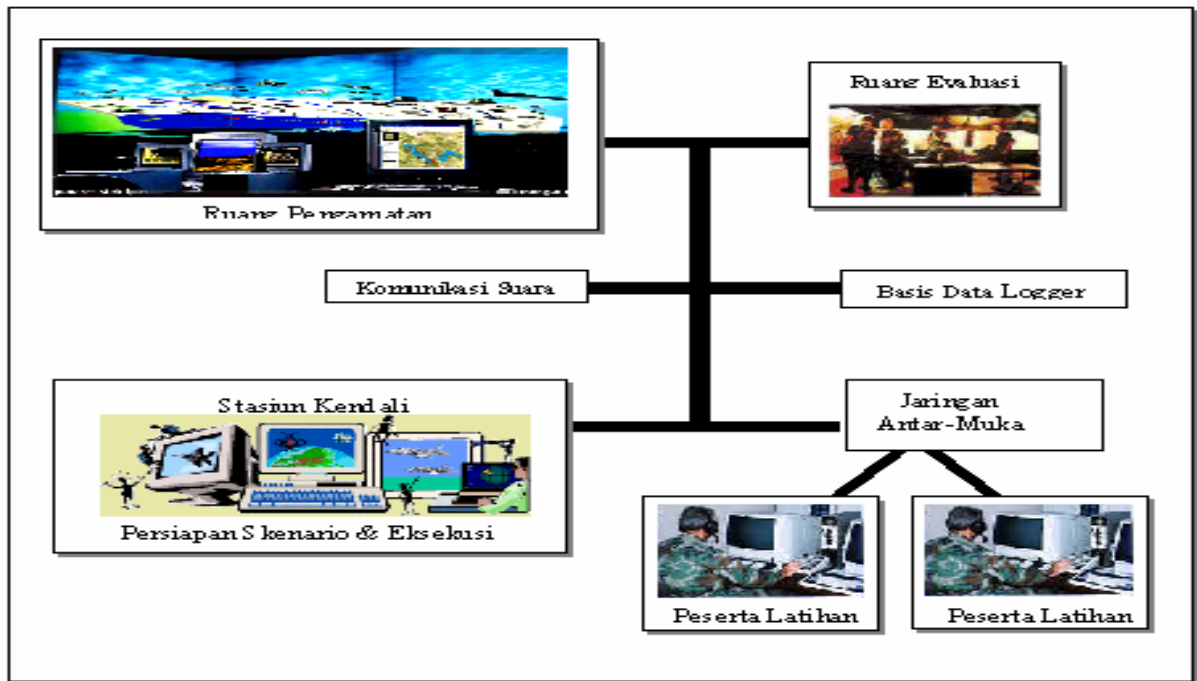 Ruang Evaluasi
Ruang Pengamatan
Komunikasi Suara
Basis Data Logger
Stasiun Kendali
Persiapan Skenario & Eksekusi
Jaringan
Antar-Muka
Peserta Latihan
Peserta Latihan